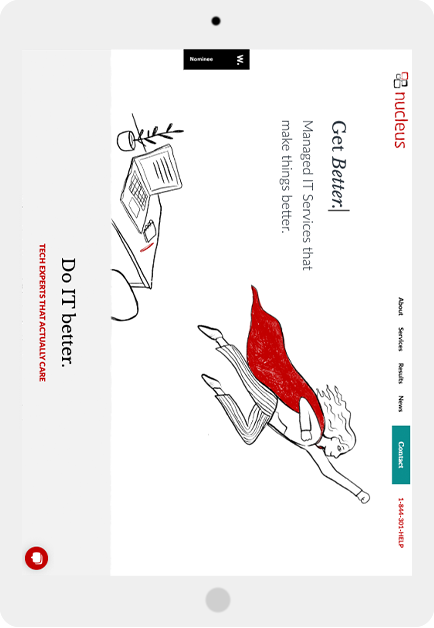 nucleus
About Services Results News Contact 1-844-301-HELP
Get Better.
Managed IT Services that
make things better.
W. Nominee
Do IT better.
TECH EXPERTS THAT ACTUALLY CARE